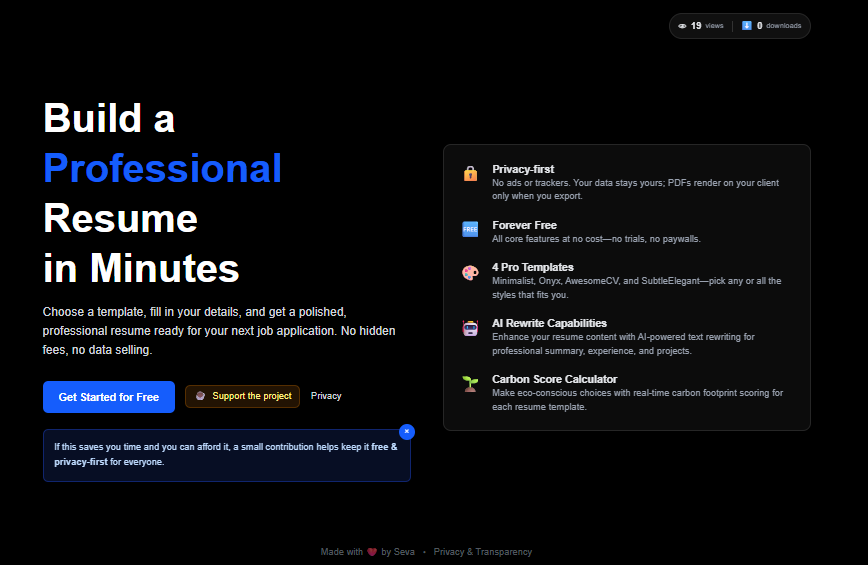 19 views | 0 downloads
Build a
Professional
Resume
in Minutes
Choose a template, fill in your details, and get a polished,
professional resume ready for your next job application. No hidden
fees, no data selling.
Get Started for Free
Support the project
Privacy
×
If this saves you time and you can afford it, a small contribution helps keep it free &
privacy-first for everyone.
Privacy-first
No ads or trackers. Your data stays yours; PDFs render on your client
only when you export.
FREE
Forever Free
All core features at no cost—no trials, no paywalls.
4 Pro Templates
Minimalist, Onyx, AwesomeCV, and SubtleElegant—pick any or all the
styles that fits you.
AI Rewrite Capabilities
Enhance your resume content with AI-powered text rewriting for
professional summary, experience, and projects.
Carbon Score Calculator
Make eco-conscious choices with real-time carbon footprint scoring for
each resume template.
Made with ❤️ by Seva • Privacy & Transparency